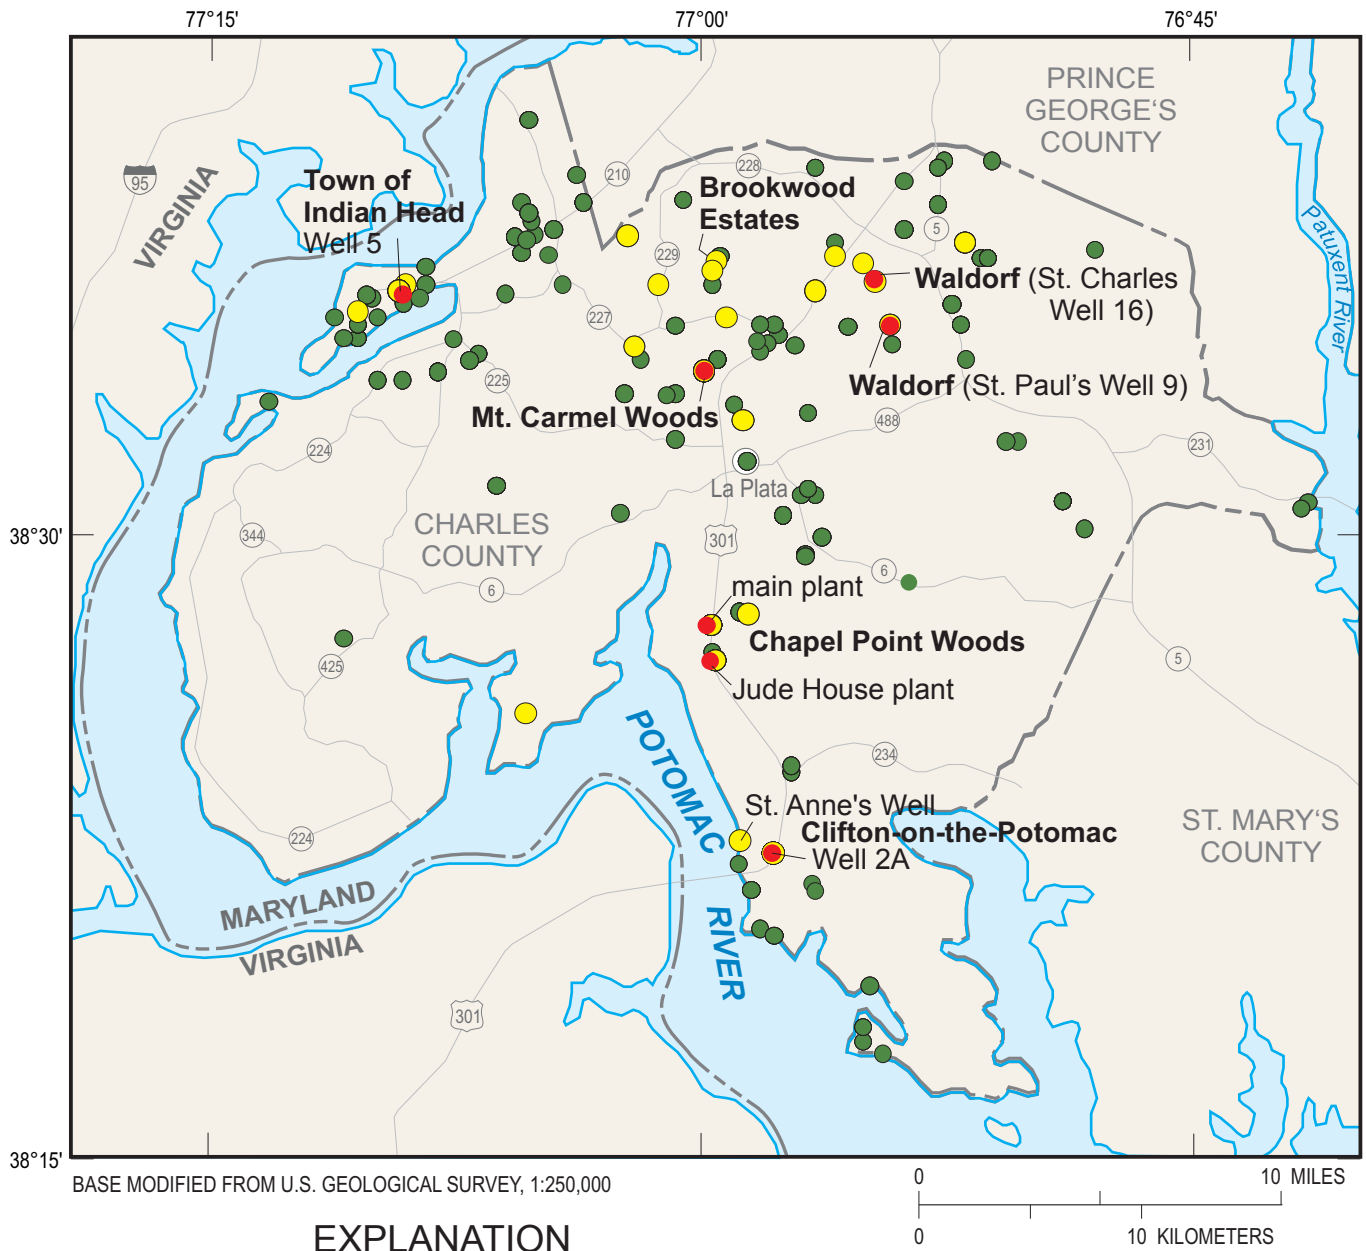 77°15'
77°00'
76°45'
PRINCE
GEORGE'S
COUNTY
95
VIRGINIA
Town of
Indian Head
Well 5
210
228
Brookwood
Estates
5
229
Patuxent River
Waldorf (St. Charles
Well 16)
227
Waldorf (St. Paul's Well 9)
225
Mt. Carmel Woods
488
224
231
La Plata
38°30'
344
CHARLES
COUNTY
301
6
6
main plant
Chapel Point Woods
425
5
Jude House plant
POTOMAC
RIVER
234
St. Anne's Well
Clifton-on-the-Potomac
Well 2A
ST. MARY'S
COUNTY
224
MARYLAND
VIRGINIA
301
38°15'
BASE MODIFIED FROM U.S. GEOLOGICAL SURVEY, 1:250,000
0
10 MILES
0
10 KILOMETERS
EXPLANATION